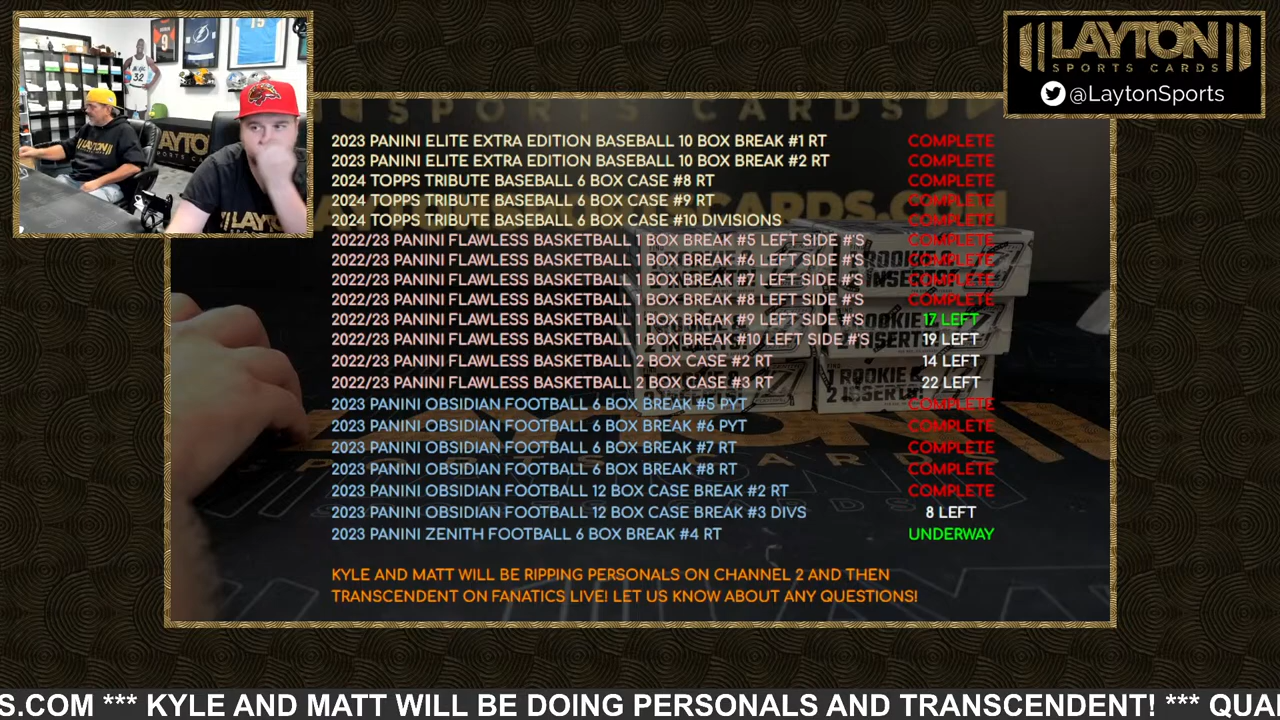 LAYTON
SPORTS CARDS
@LaytonSports
2023 PANINI ELITE EXTRA EDITION BASEBALL 10 BOX BREAK #1 RT COMPLETE
2023 PANINI ELITE EXTRA EDITION BASEBALL 10 BOX BREAK #2 RT COMPLETE
2024 TOPPS TRIBUTE BASEBALL 6 BOX CASE #8 RT COMPLETE
2024 TOPPS TRIBUTE BASEBALL 6 BOX CASE #9 RT COMPLETE
2024 TOPPS TRIBUTE BASEBALL 6 BOX CASE #10 DIVISIONS COMPLETE
2022/23 PANINI FLAWLESS BASKETBALL 1 BOX BREAK #5 LEFT SIDE #'S COMPLETE
2022/23 PANINI FLAWLESS BASKETBALL 1 BOX BREAK #6 LEFT SIDE #'S COMPLETE
2022/23 PANINI FLAWLESS BASKETBALL 1 BOX BREAK #7 LEFT SIDE #'S COMPLETE
2022/23 PANINI FLAWLESS BASKETBALL 1 BOX BREAK #8 LEFT SIDE #'S COMPLETE
2022/23 PANINI FLAWLESS BASKETBALL 1 BOX BREAK #9 LEFT SIDE #'S 17 LEFT
2022/23 PANINI FLAWLESS BASKETBALL 1 BOX BREAK #10 LEFT SIDE #'S 19 LEFT
2022/23 PANINI FLAWLESS BASKETBALL 2 BOX CASE #2 RT 14 LEFT
2022/23 PANINI FLAWLESS BASKETBALL 2 BOX CASE #3 RT 22 LEFT
2023 PANINI OBSIDIAN FOOTBALL 6 BOX BREAK #5 PYT COMPLETE
2023 PANINI OBSIDIAN FOOTBALL 6 BOX BREAK #6 PYT COMPLETE
2023 PANINI OBSIDIAN FOOTBALL 6 BOX BREAK #7 RT COMPLETE
2023 PANINI OBSIDIAN FOOTBALL 6 BOX BREAK #8 RT COMPLETE
2023 PANINI OBSIDIAN FOOTBALL 12 BOX CASE BREAK #2 RT COMPLETE
2023 PANINI OBSIDIAN FOOTBALL 12 BOX CASE BREAK #3 DIVS 8 LEFT
2023 PANINI ZENITH FOOTBALL 6 BOX BREAK #4 RT UNDERWAY
KYLE AND MATT WILL BE RIPPING PERSONALS ON CHANNEL 2 AND THEN
TRANSCENDENT ON FANATICS LIVE! LET US KNOW ABOUT ANY QUESTIONS!
S.COM *** KYLE AND MATT WILL BE DOING PERSONALS AND TRANSCENDENT! *** QUA